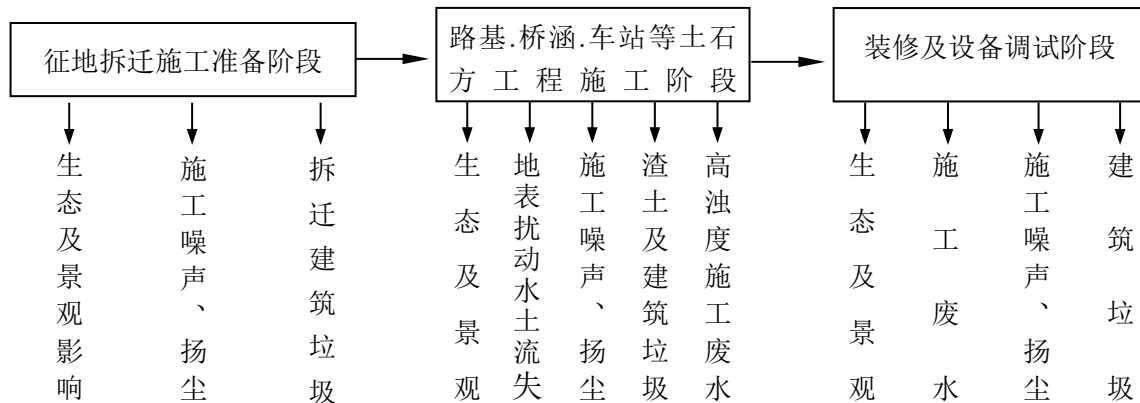 征地拆迁施工准备阶段
路基.桥涵.车站等土石
方工程施工阶段
装修及设备调试阶段
生态及景观影响
施工噪声、扬尘
拆迁建筑垃圾
生态及景观
地表扰动水土流失
施工噪声、扬尘
渣土及建筑垃圾
高浊度施工废水
生态及景观
施工废水
施工噪声、扬尘
建筑垃圾